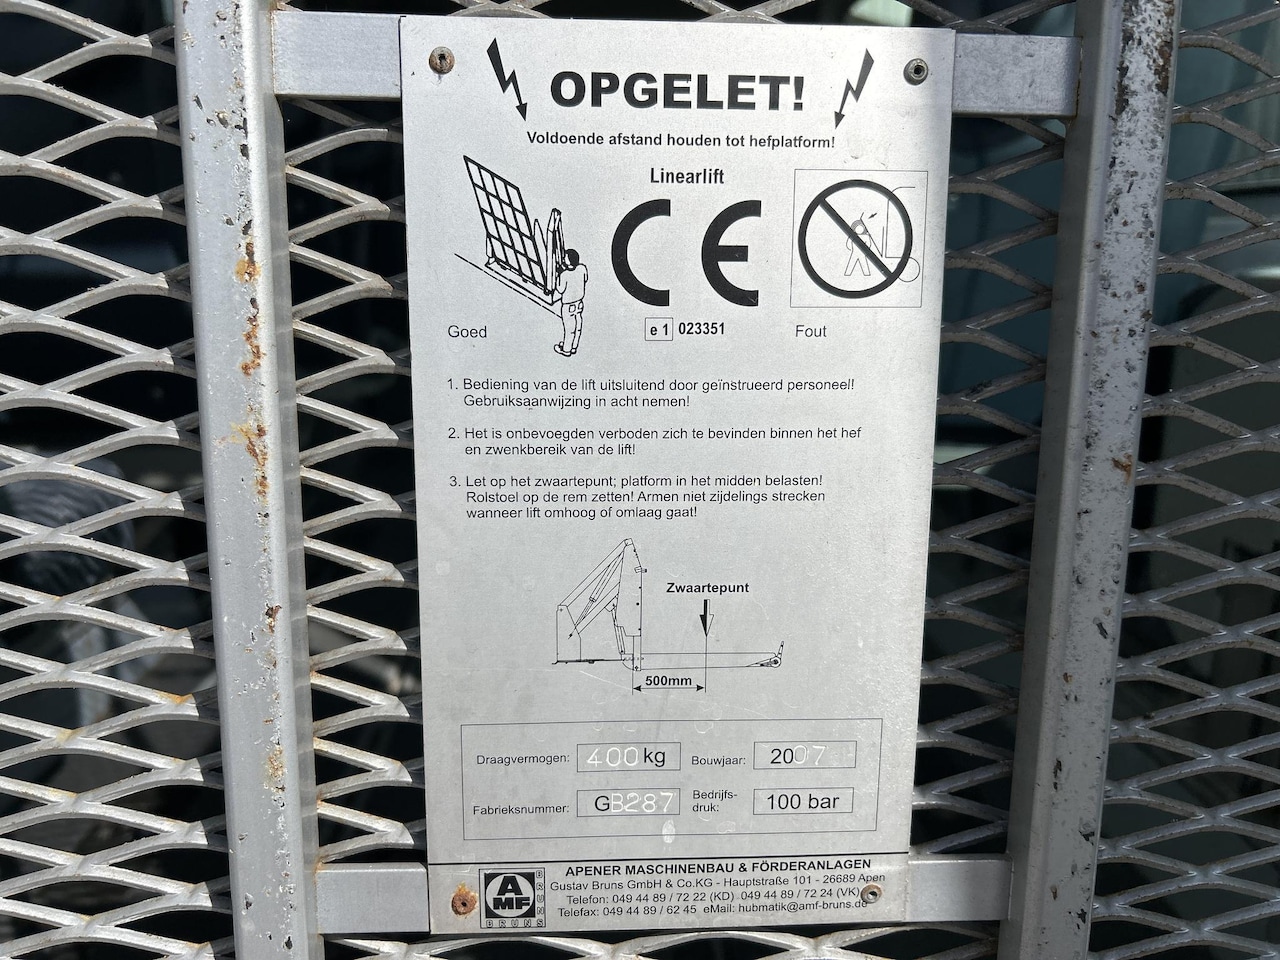 OPGELET!
Voldoende afstand houden tot hefplatform!
Linearlift
CE
Goed
e 1 023351
Fout
1. Bediening van de lift uitsluitend door geïnstrueerd personeel!
Gebruiksaanwijzing in acht nemen!
2. Het is onbevoegden verboden zich te bevinden binnen het hef
en zwenkbereik van de lift!
3. Let op het zwaartepunt; platform in het midden belasten!
Rolstoel op de rem zetten! Armen niet zijdelings strecken
wanneer lift omhoog of omlaag gaat!
Zwaartepunt
500mm
Draagvermogen: 400 kg Bouwjaar: 2007
Fabrieksnummer: GB287 Bedrijfs-
druk: 100 bar
APENER MASCHINENBAU & FÖRDERANLAGEN
Gustav Bruns GmbH & Co.KG - Hauptstraße 101 - 26689 Apen
Telefon: 049 44 89 / 72 22 (KD) 049 44 89 / 72 24 (VK)
Telefax: 049 44 89 / 62 45 eMail: hubmatik@amf-bruns.de
AMF
BRUNS
BRUNS